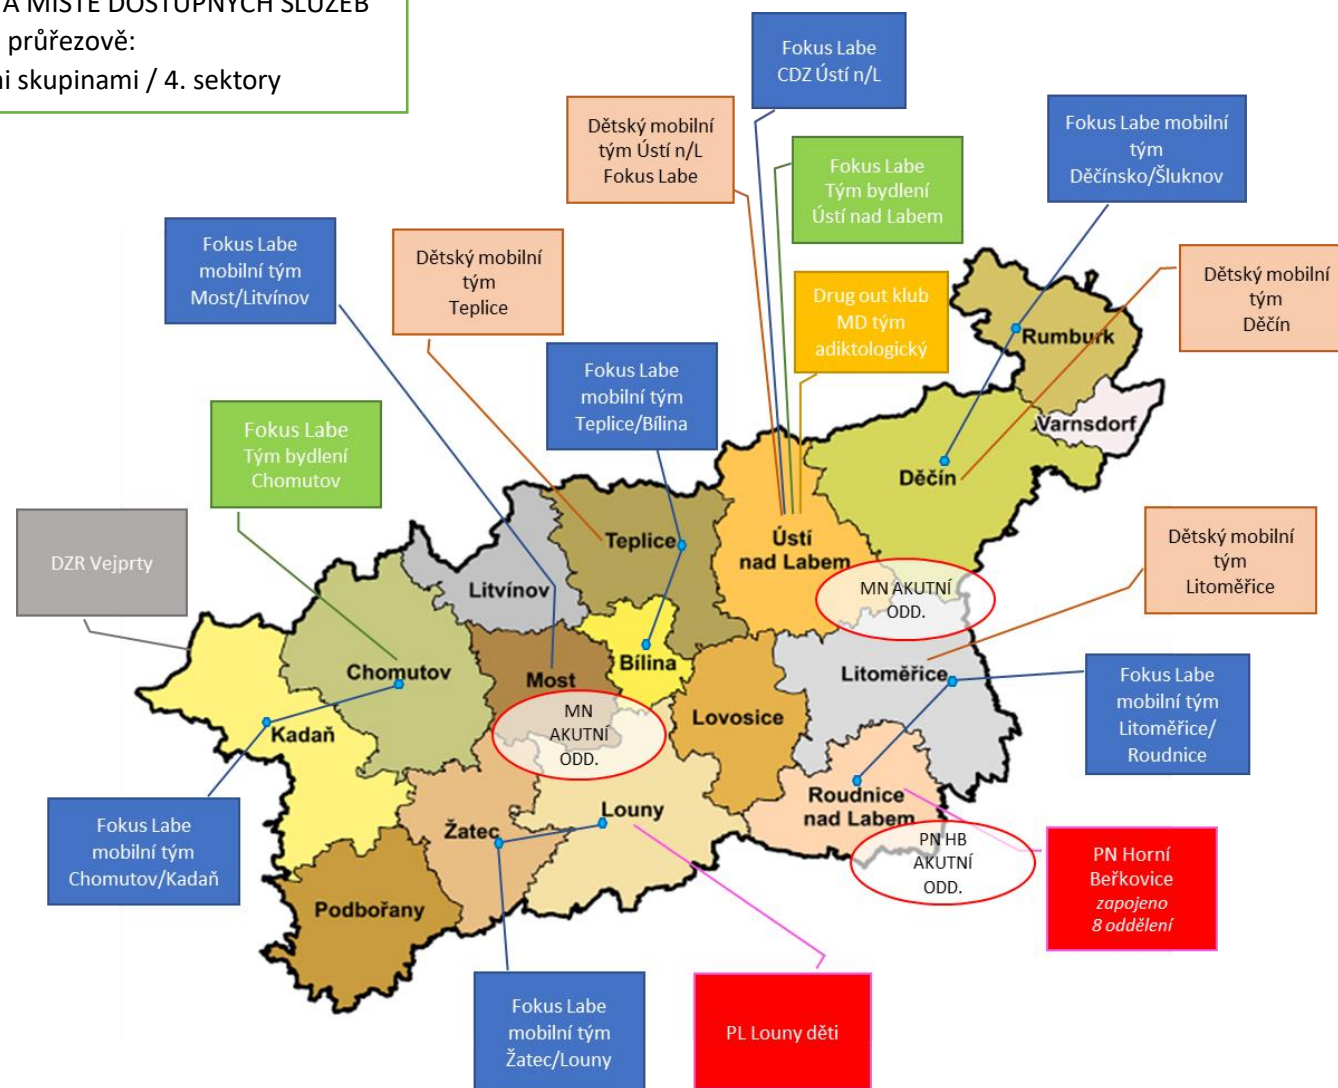 A MÍSTĚ DOSTUPNÝCH SLUŽEB
průřezově:
ni skupinami / 4. sektory
Fokus Labe
CDZ Ústí n/L
Dětský mobilní
tým Ústí n/L
Fokus Labe
Fokus Labe
Tým bydlení
Ústí nad Labem
Fokus Labe mobilní
tým
Děčínsko/Šluknov
Fokus Labe
mobilní tým
Most/Litvínov
Dětský mobilní
tým
Teplice
Drug out klub
MD tým
adiktologický
Dětský mobilní
tým
Děčín
Fokus Labe
mobilní tým
Teplice/Bílina
Fokus Labe
Tým bydlení
Chomutov
DZR Vejprty
Dětský mobilní
tým
Litoměřice
Rumburk
Varnsdorf
Děčín
Ústí
nad Labem
Teplice
Litvínov
MN AKUTNÍ
ODD.
Chomutov
Most
Bílina
Litoměřice
Lovosice
Kadaň
MN
AKUTNÍ
ODD.
Fokus Labe
mobilní tým
Litoměřice/
Roudnice
Roudnice
nad Labem
Louny
Žatec
Podbořany
PN HB
AKUTNÍ
ODD.
Fokus Labe
mobilní tým
Chomutov/Kadaň
PN Horní
Beřkovice
zapojeno
8 oddělení
Fokus Labe
mobilní tým
Žatec/Louny
PL Louny děti